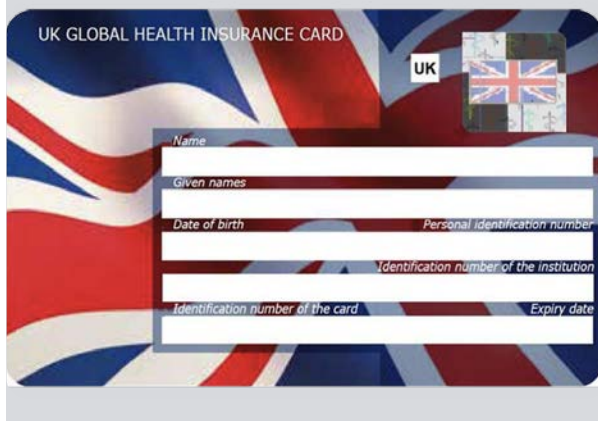 UK GLOBAL HEALTH INSURANCE CARD
UK
Name
Given names
Date of birth Personal identification number
Identification number of the institution
Identification number of the card Expiry date